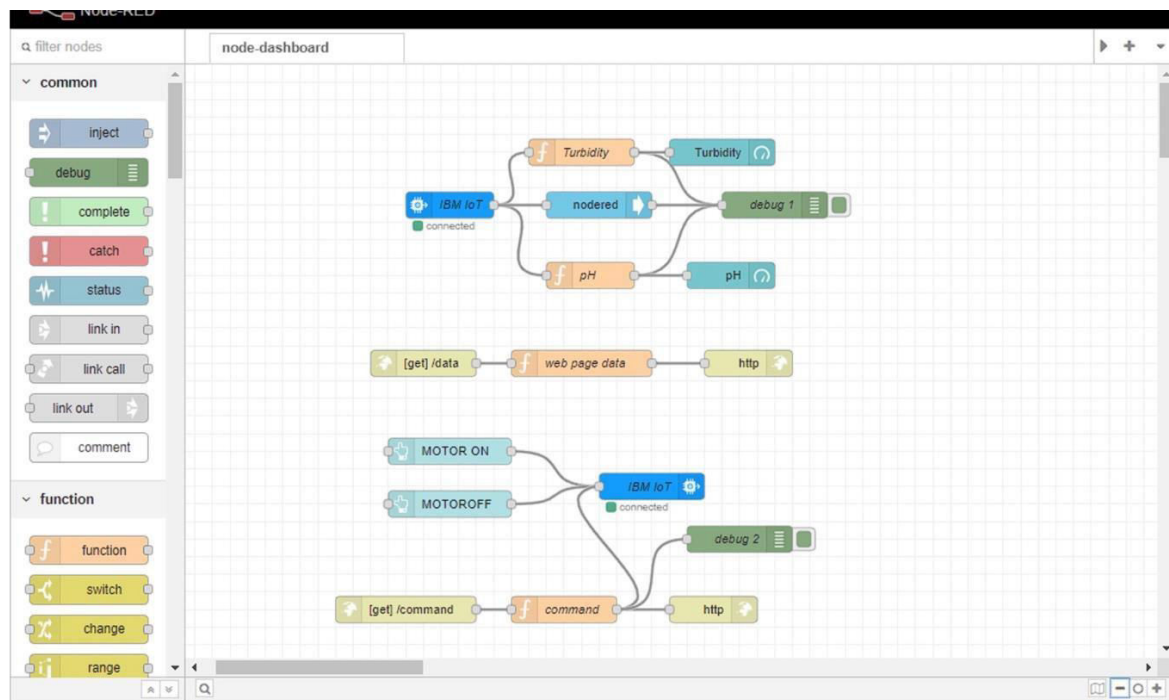 Node-RED
filter nodes
node-dashboard
common
inject
debug
complete
catch
status
link in
link call
link out
comment
function
function
switch
change
range
Turbidity
Turbidity
IBM IoT
connected
nodered
debug 1
pH
pH
[get] /data
web page data
http
MOTOR ON
MOTOROFF
IBM IoT
connected
debug 2
[get] /command
command
http